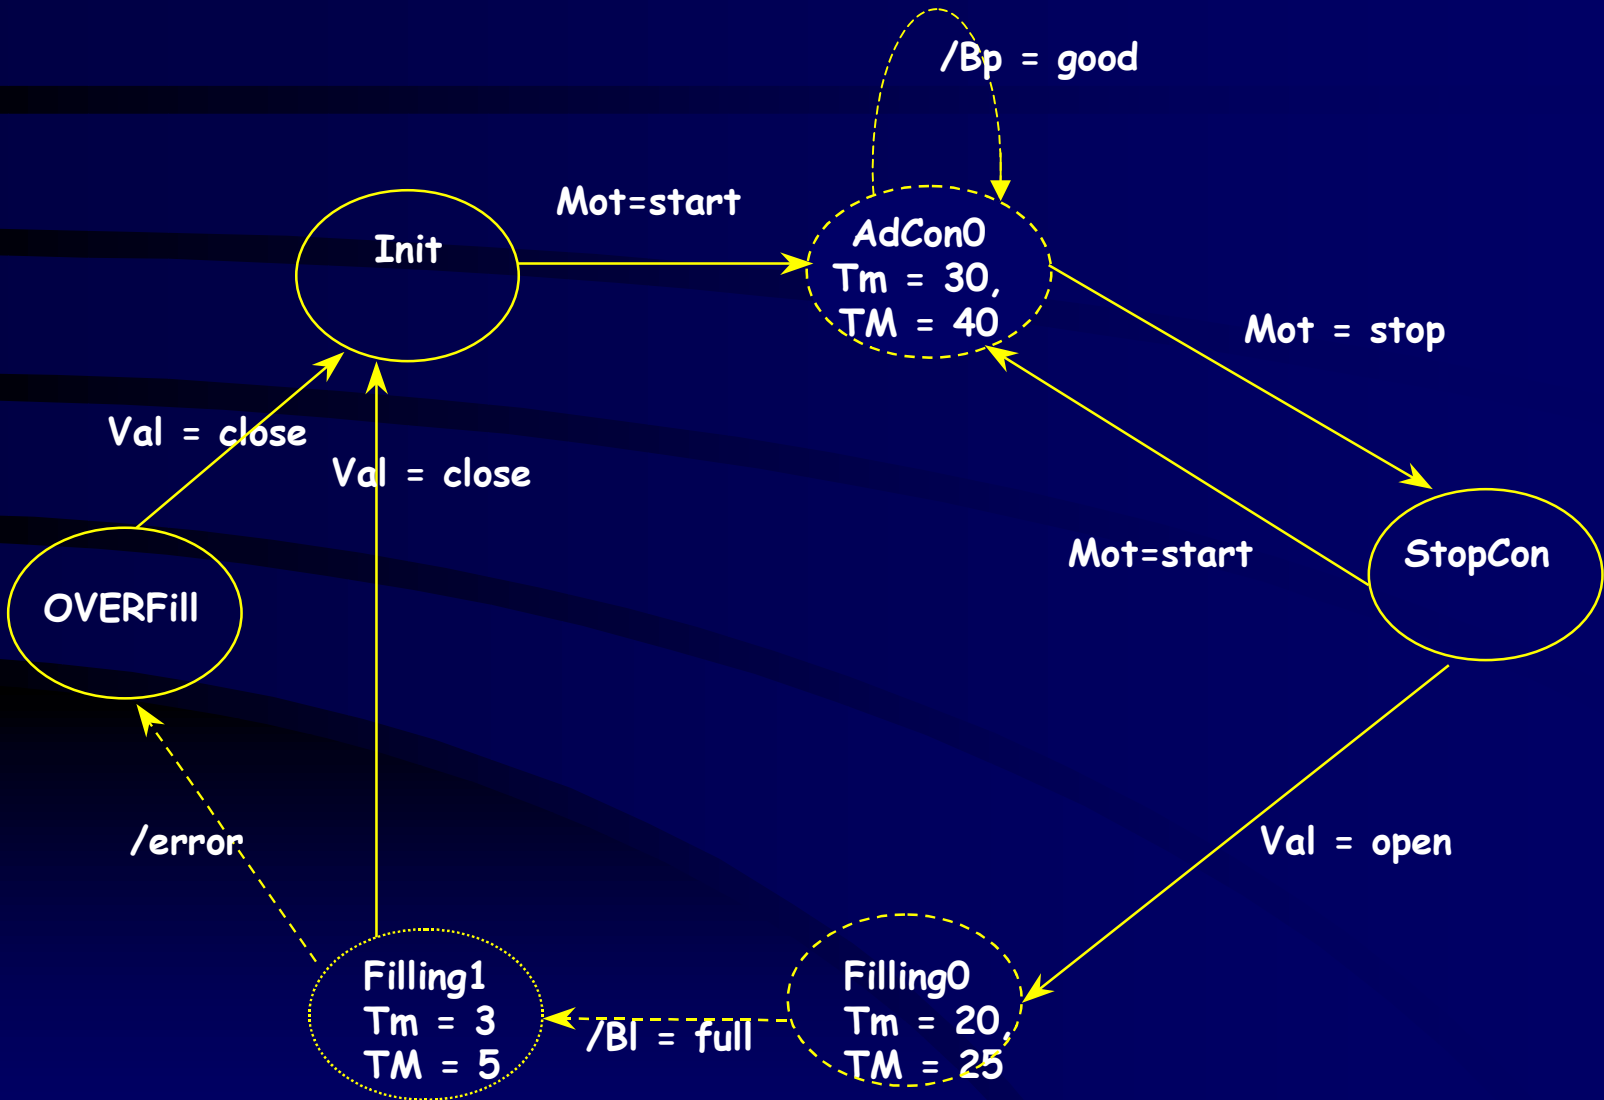 /Bp = good
Mot=start
Init
AdCon0
Tm = 30,
TM = 40
Mot = stop
Val = close
Val = close
Mot=start
StopCon
OVERFill
/error
Val = open
Filling1
Tm = 3
TM = 5
/Bl = full
Filling0
Tm = 20,
TM = 25